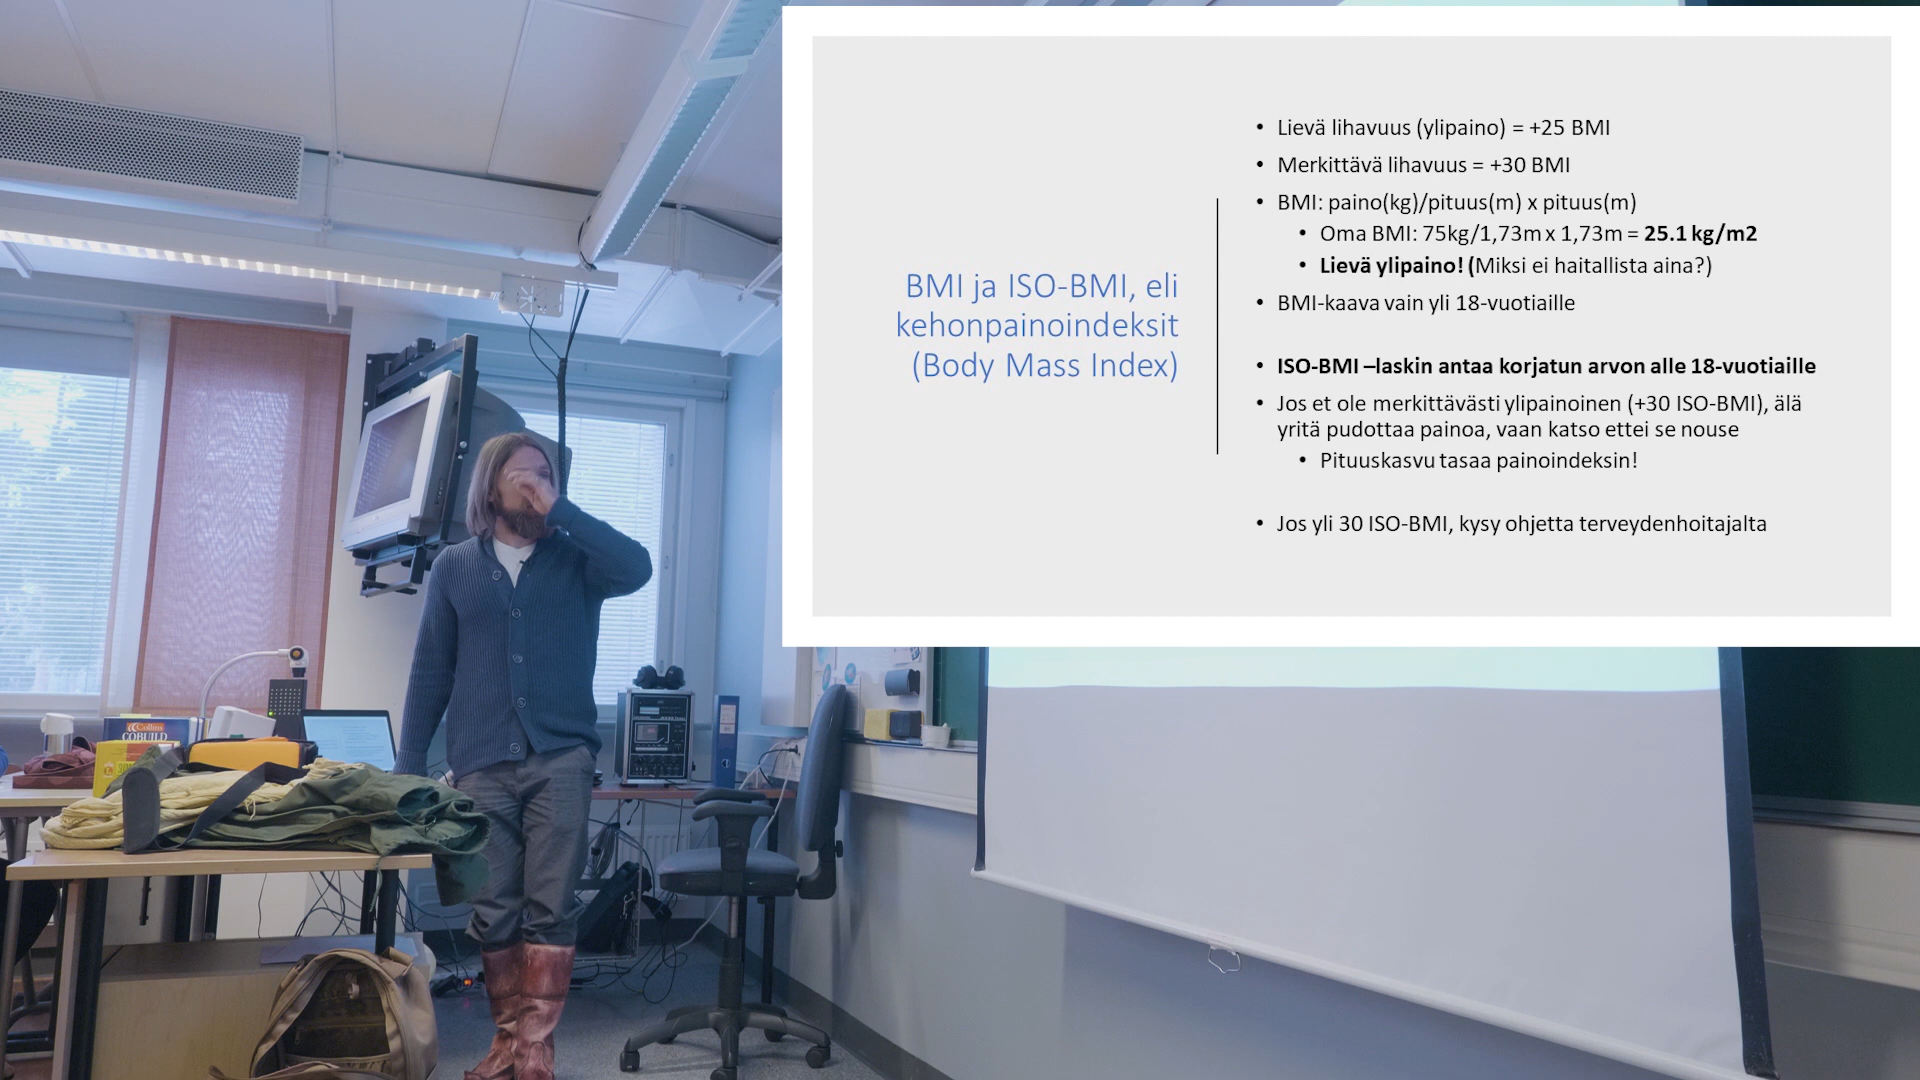 BMI ja ISO-BMI, eli
kehonpainoindeksit
(Body Mass Index)
• Lievä lihavuus (ylipaino) = +25 BMI
• Merkittävä lihavuus = +30 BMI
• BMI: paino(kg)/pituus(m) x pituus(m)
• Oma BMI: 75kg/1,73m x 1,73m = 25.1 kg/m2
• Lievä ylipaino! (Miksi ei haitallista aina?)
• BMI-kaava vain yli 18-vuotiaille
• ISO-BMI –laskin antaa korjatun arvon alle 18-vuotiaille
• Jos et ole merkittävästi ylipainoinen (+30 ISO-BMI), älä
yritä pudottaa painoa, vaan katso ettei se nouse
• Pituuskasvu tasaa painoindeksin!
• Jos yli 30 ISO-BMI, kysy ohjetta terveydenhoitajalta
Collins
COBUILD